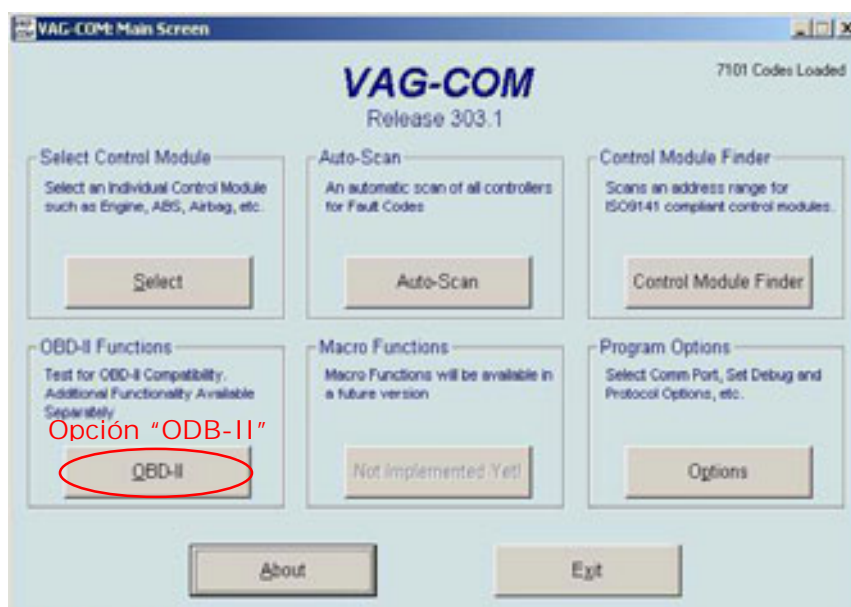 VAG-COM: Main Screen
VAG-COM
Release 303.1
7101 Codes Loaded
Select Control Module
Select an Individual Control Module
such as Engine, ABS, Airbag, etc.
Select
Auto-Scan
An automatic scan of all controllers
for Fault Codes
Auto-Scan
Control Module Finder
Scans an address range for
ISO9141 compliant control modules.
Control Module Finder
OBD-II Functions
Test for OBD-II Compatibility.
Additional Functionality Available
Separately
Opción "ODB-II"
OBD-II
Macro Functions
Macro Functions will be available in
a future version
Not Implemented Yet!
Program Options
Select Comm Port, Set Debug and
Protocol Options, etc.
Options
About
Exit